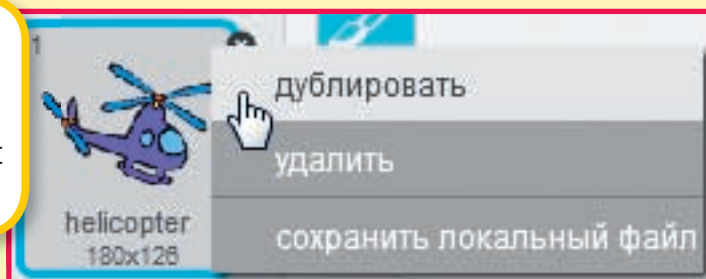 1
дублировать
удалить
helicopter
180x126
сохранить локальный файл